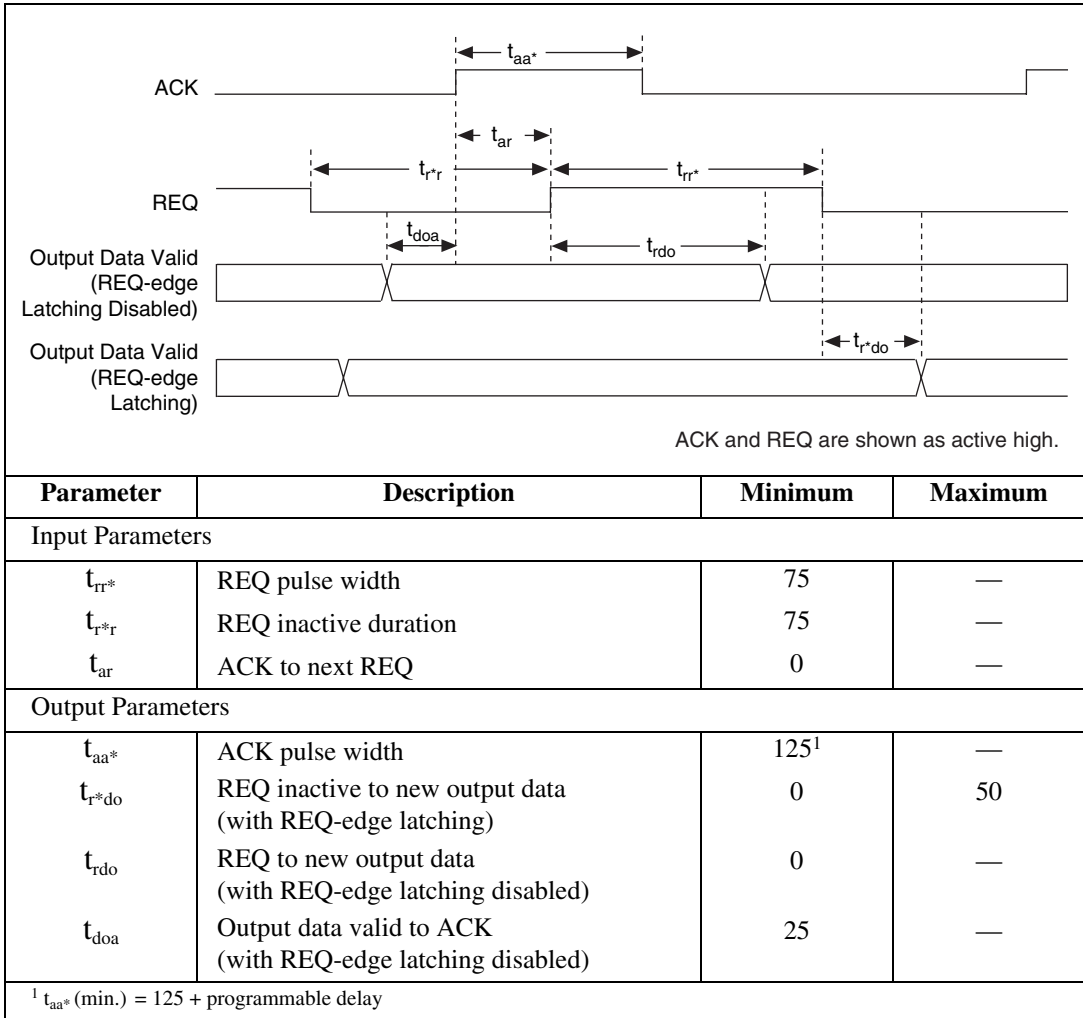 t_aa*
ACK
t_ar
t_r*r t_rr*
REQ
t_doa
t_rdo
Output Data Valid
(REQ-edge
Latching Disabled)
t_r*do
Output Data Valid
(REQ-edge
Latching)
ACK and REQ are shown as active high.
Parameter Description Minimum Maximum
Input Parameters
t_rr* REQ pulse width 75 —
t_r*r REQ inactive duration 75 —
t_ar ACK to next REQ 0 —
Output Parameters
t_aa* ACK pulse width 125¹ —
t_r*do REQ inactive to new output data 0 50
(with REQ-edge latching)
t_rdo REQ to new output data 0 —
(with REQ-edge latching disabled)
t_doa Output data valid to ACK 25 —
(with REQ-edge latching disabled)
¹ t_aa* (min.) = 125 + programmable delay